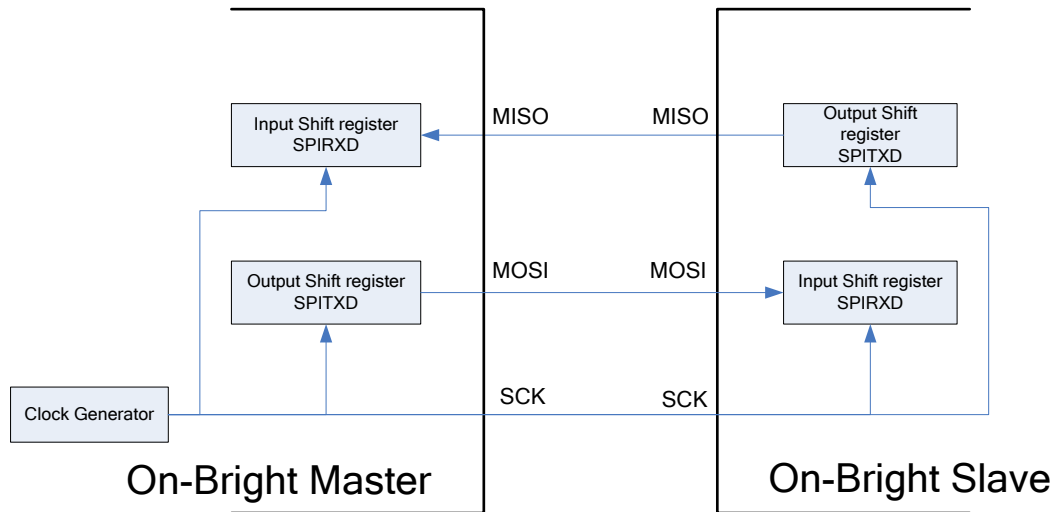 Input Shift register
SPIRXD
MISO
MISO
Output Shift
register
SPITXD
Output Shift register
SPITXD
MOSI
MOSI
Input Shift register
SPIRXD
Clock Generator
SCK
SCK
On-Bright Master
On-Bright Slave